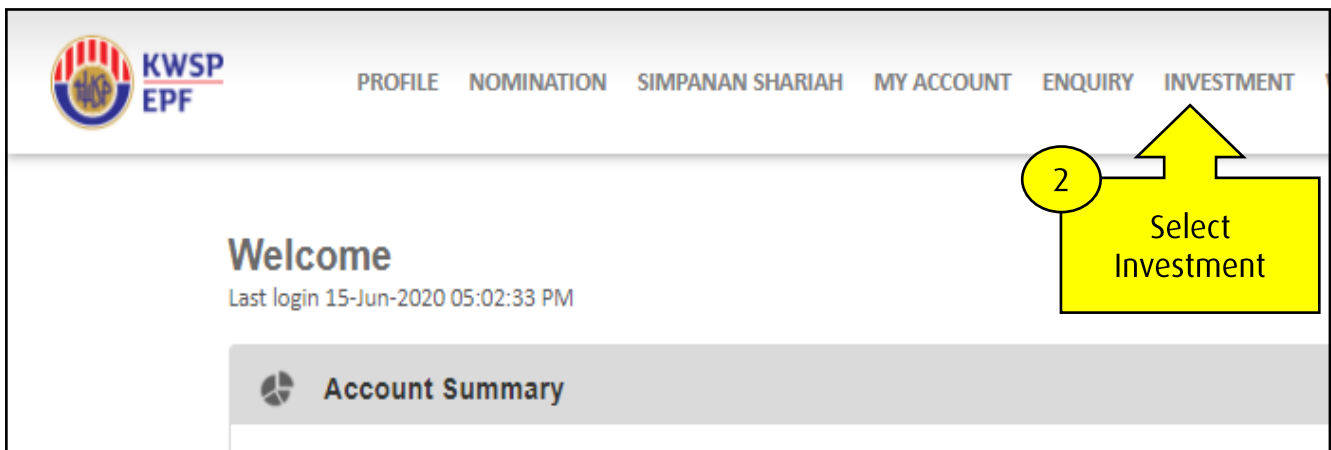 KWSP
EPF
PROFILE NOMINATION SIMPANAN SHARIAH MY ACCOUNT ENQUIRY INVESTMENT
2
Select
Investment
Welcome
Last login 15-Jun-2020 05:02:33 PM
Account Summary